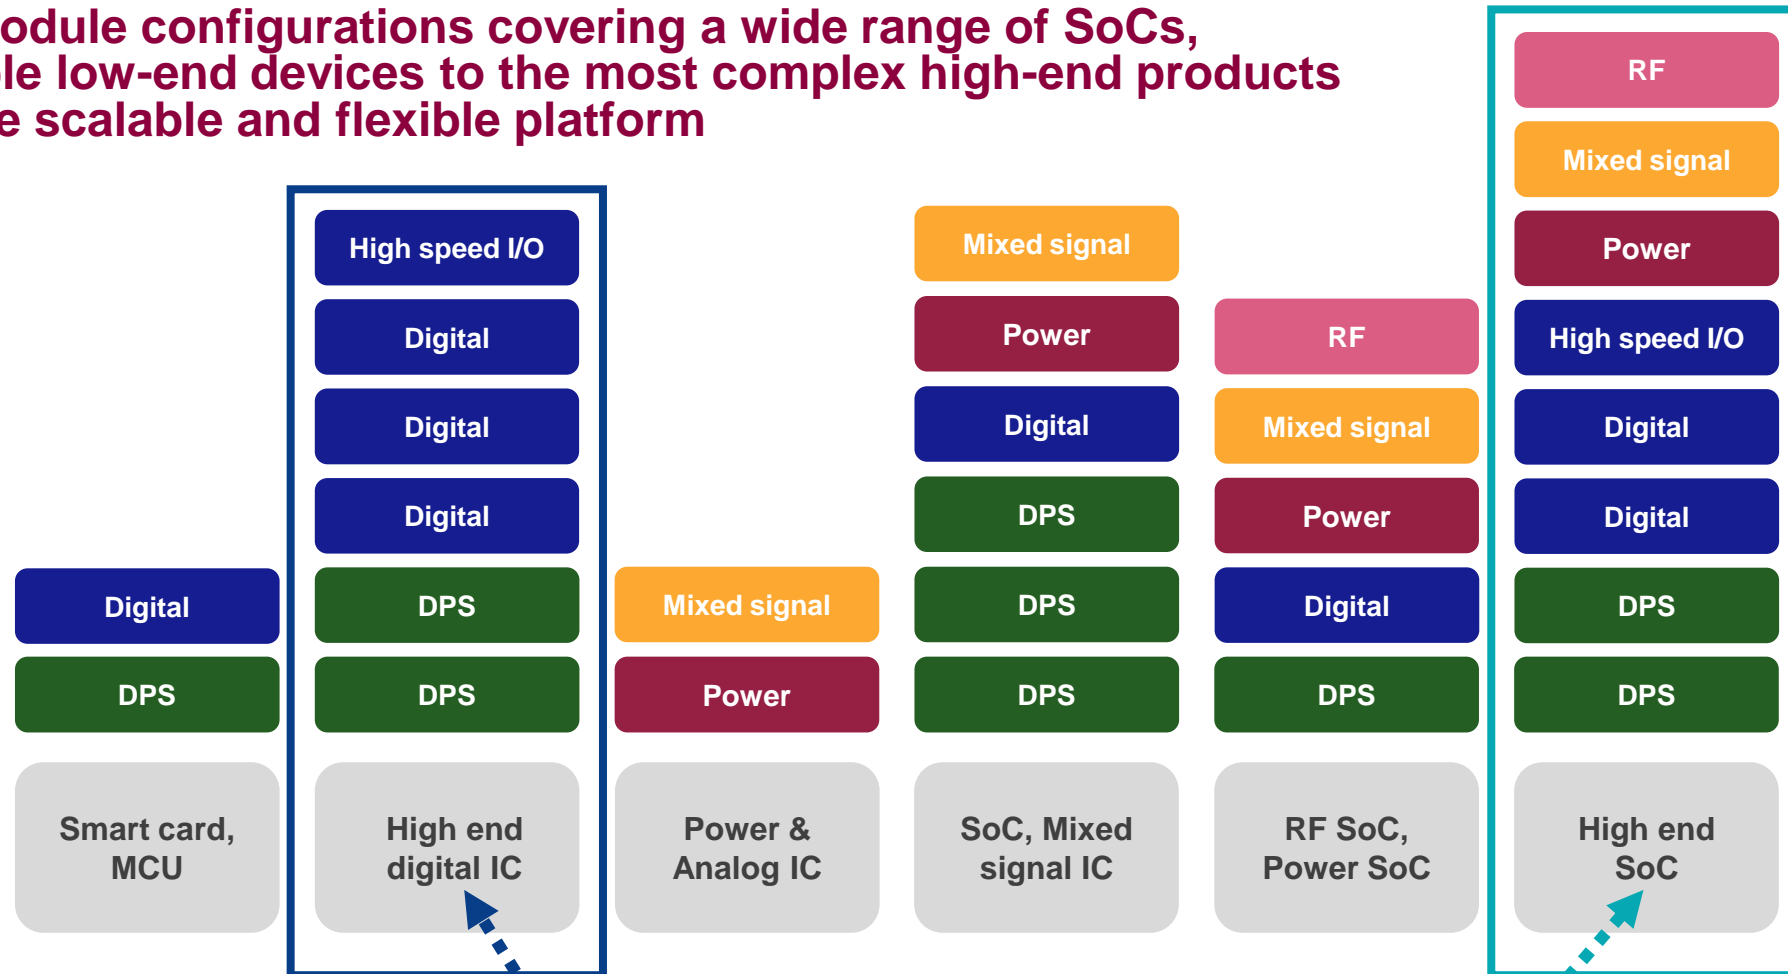 odule configurations covering a wide range of SoCs,
le low-end devices to the most complex high-end products
e scalable and flexible platform
Digital
DPS
Smart card,
MCU
High speed I/O
Digital
Digital
Digital
DPS
DPS
High end
digital IC
Mixed signal
Power
Power &
Analog IC
Mixed signal
Power
Digital
DPS
DPS
DPS
SoC, Mixed
signal IC
RF
Mixed signal
Power
Digital
DPS
RF SoC,
Power SoC
RF
Mixed signal
Power
High speed I/O
Digital
Digital
DPS
DPS
High end
SoC